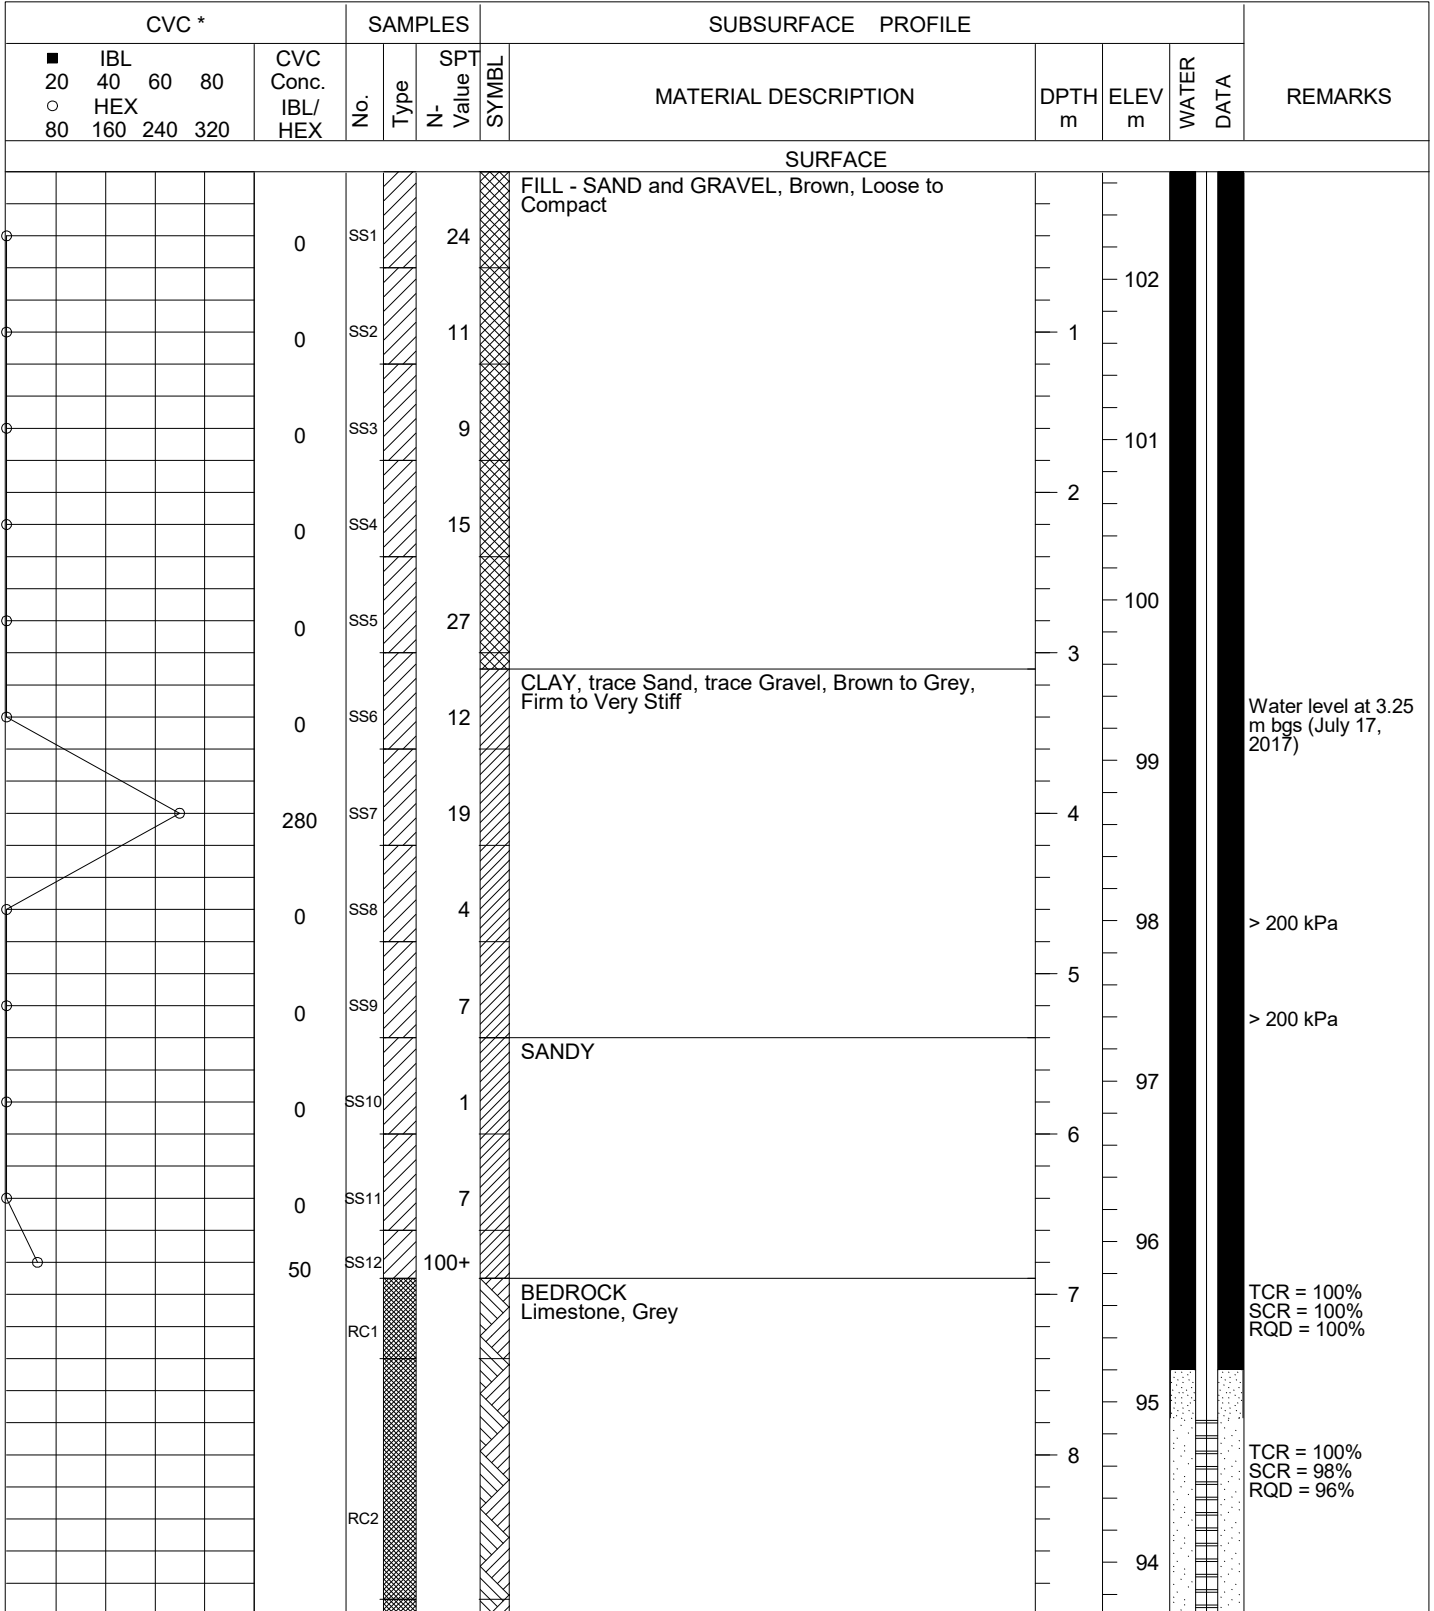 CVC *
SAMPLES
SUBSURFACE PROFILE
■ IBL
20 40 60 80
○ HEX
80 160 240 320
CVC
Conc.
IBL/
HEX
No.
Type
SPT
N-
Value
SYMBL
MATERIAL DESCRIPTION
DPTH
m
ELEV
m
WATER
DATA
REMARKS
SURFACE
FILL - SAND and GRAVEL, Brown, Loose to
Compact
0 SS1 24
102
0 SS2 11
1
0 SS3 9
101
2
0 SS4 15
100
0 SS5 27
3
CLAY, trace Sand, trace Gravel, Brown to Grey,
Firm to Very Stiff
0 SS6 12
Water level at 3.25
m bgs (July 17,
2017)
99
280 SS7 19
4
0 SS8 4
98
> 200 kPa
5
0 SS9 7
> 200 kPa
SANDY
97
0 SS10 1
6
0 SS11 7
96
50 SS12 100+
BEDROCK
Limestone, Grey
7
TCR = 100%
SCR = 100%
RQD = 100%
RC1
95
8
TCR = 100%
SCR = 98%
RQD = 96%
RC2
94